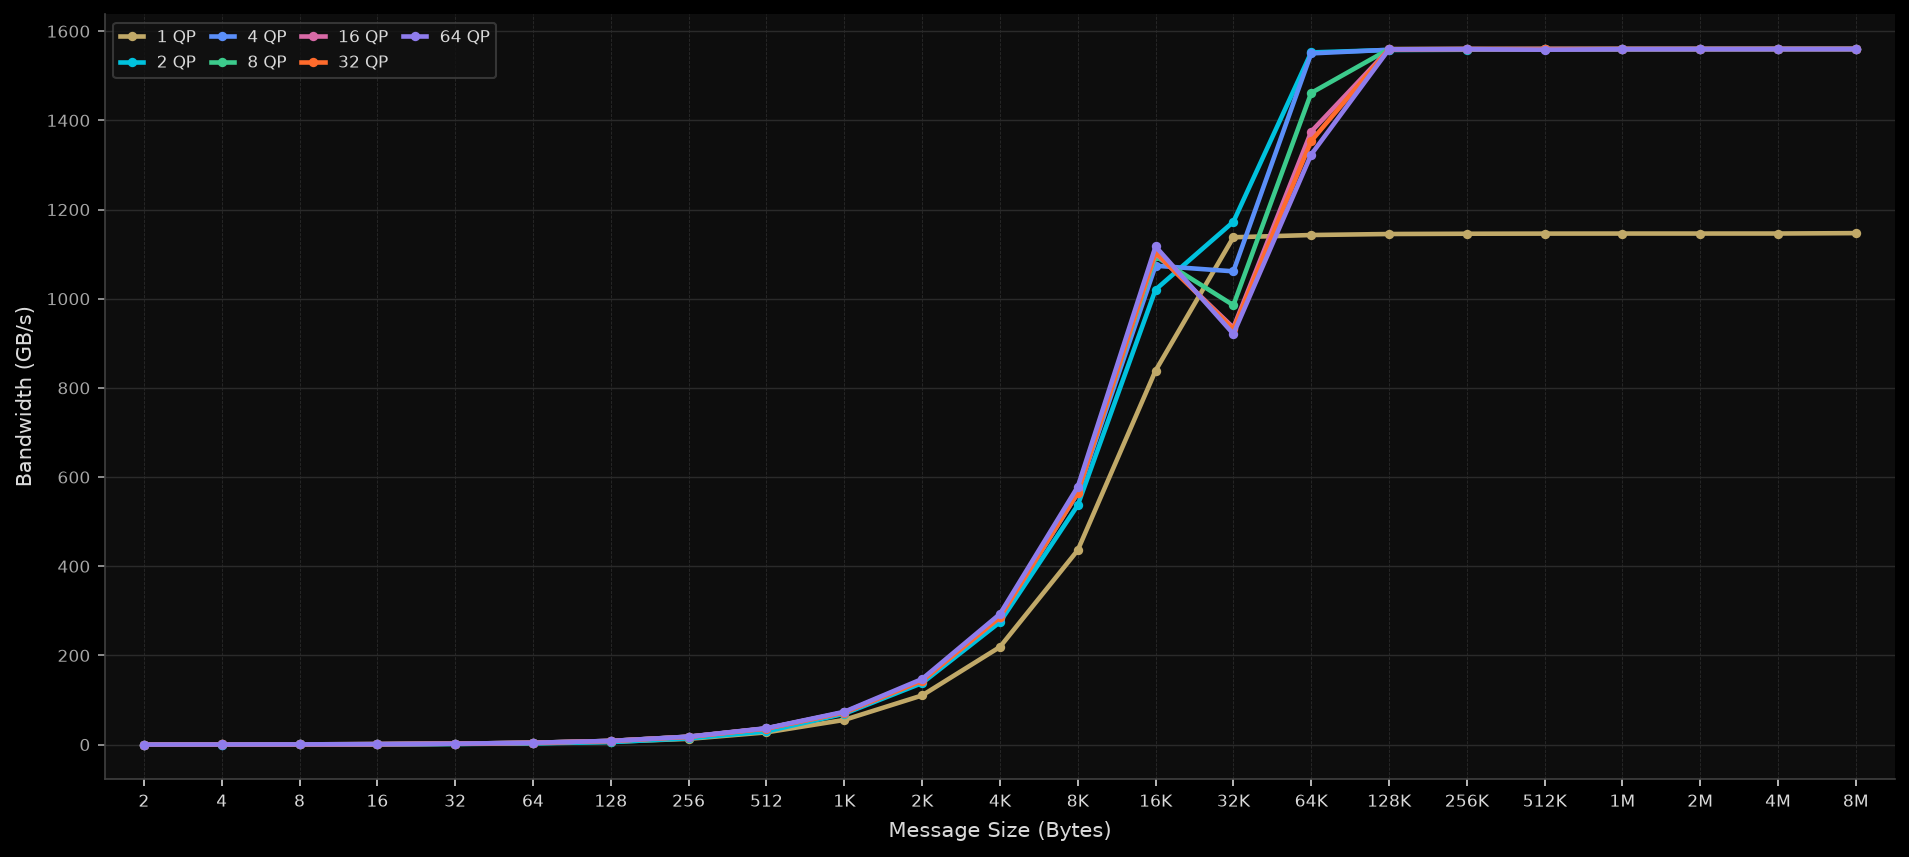 1 QP 4 QP 16 QP 64 QP
2 QP 8 QP 32 QP
1600
1400
1200
1000
800
600
400
200
0
Bandwidth (GB/s)
2 4 8 16 32 64 128 256 512 1K 2K 4K 8K 16K 32K 64K 128K 256K 512K 1M 2M 4M 8M
Message Size (Bytes)